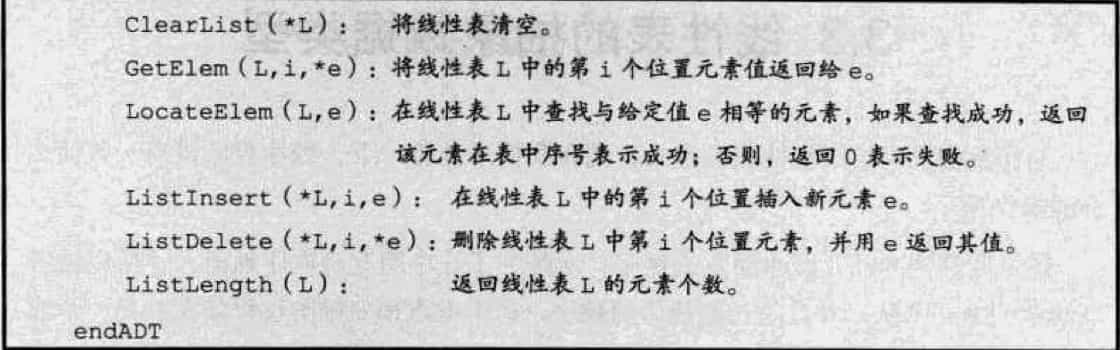 ClearList(*L): 将线性表清空。
GetElem(L,i,*e):将线性表 L 中的第 i 个位置元素值返回给 e。
LocateElem(L,e):在线性表 L 中查找与给定值 e 相等的元素,如果查找成功,返回
该元素在表中序号表示成功;否则,返回 0 表示失败。
ListInsert(*L,i,e): 在线性表 L 中的第 i 个位置插入新元素 e。
ListDelete(*L,i,*e):删除线性表 L 中第 i 个位置元素,并用 e 返回其值。
ListLength(L): 返回线性表 L 的元素个数。
endADT